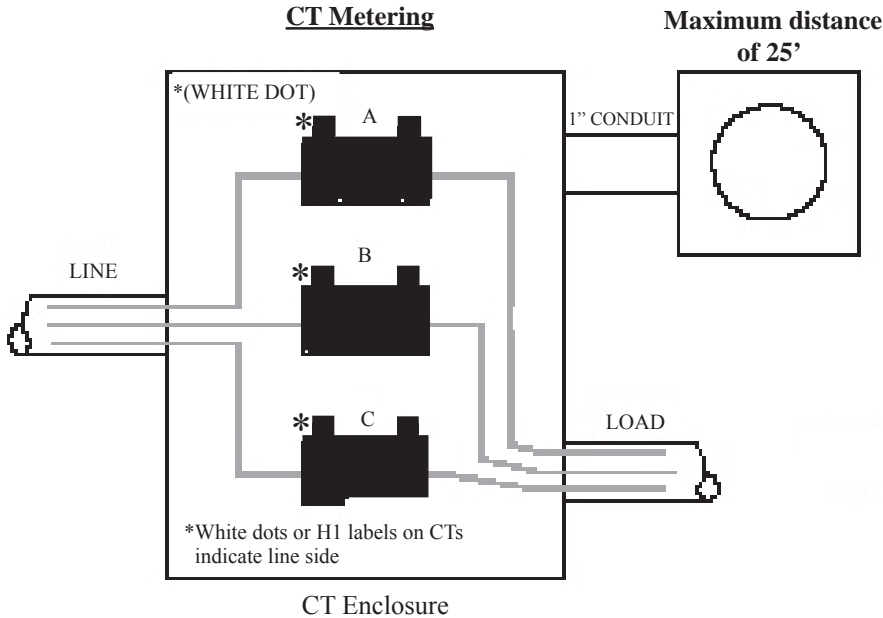 CT Metering
Maximum distance
of 25’
*(WHITE DOT)
* A
1” CONDUIT
* B
LINE
* C
LOAD
*White dots or H1 labels on CTs
indicate line side
CT Enclosure